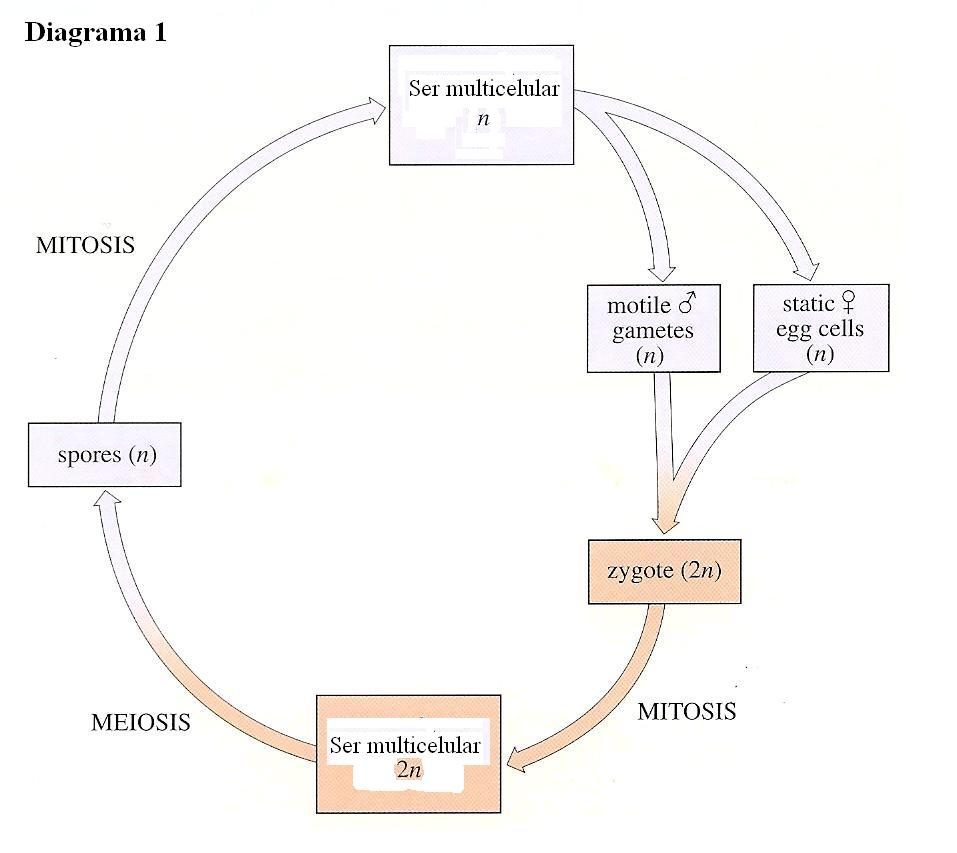 Diagrama 1
Ser multicelular
n
MITOSIS
motile ♂
gametes
(n)
static ♀
egg cells
(n)
spores (n)
zygote (2n)
MEIOSIS
MITOSIS
Ser multicelular
2n